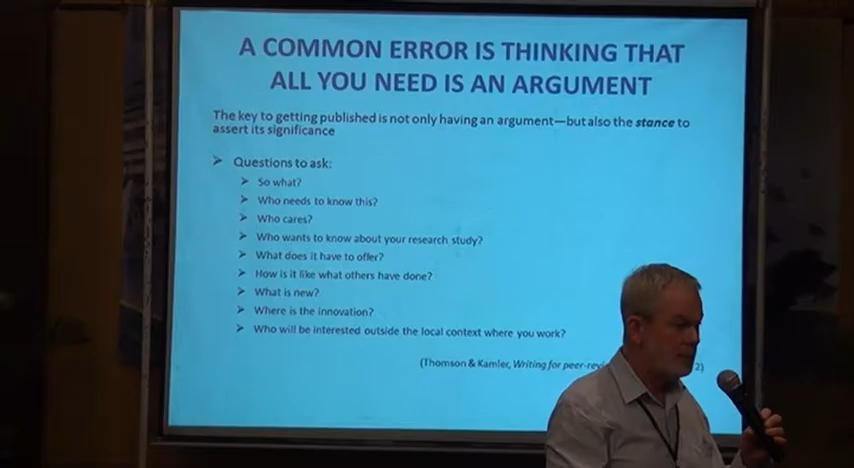 A COMMON ERROR IS THINKING THAT
ALL YOU NEED IS AN ARGUMENT
The key to getting published is not only having an argument—but also the stance to
assert its significance
➢ Questions to ask:
➢ So what?
➢ Who needs to know this?
➢ Who cares?
➢ Who wants to know about your research study?
➢ What does it have to offer?
➢ How is it like what others have done?
➢ What is new?
➢ Where is the innovation?
➢ Who will be interested outside the local context where you work?
(Thomson & Kamler, Writing for